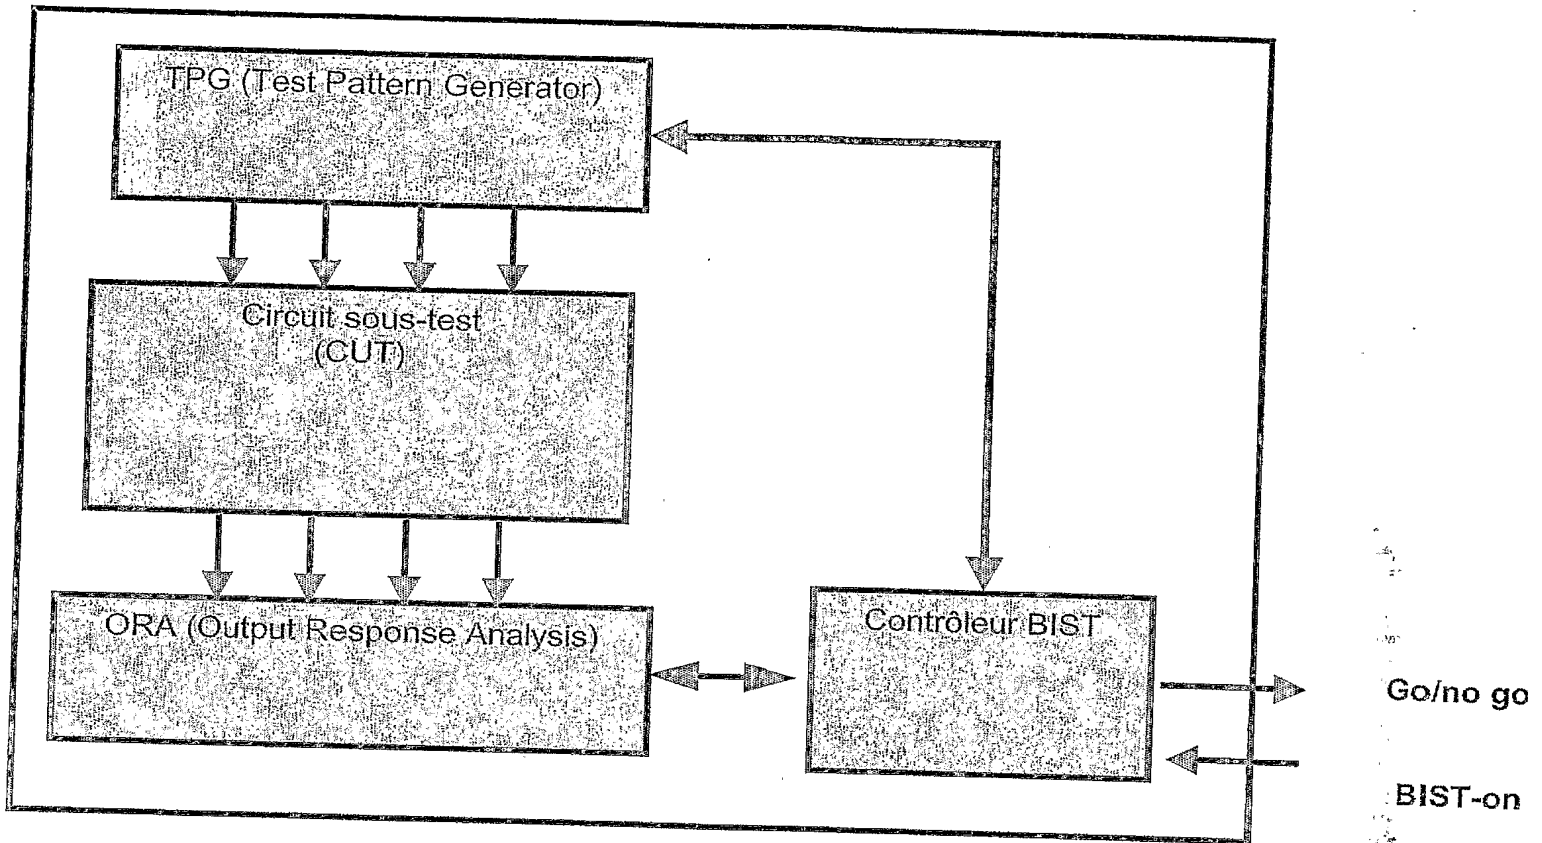 TPG (Test Pattern Generator)
Circuit sous-test
(CUT)
ORA (Output Response Analysis)
Contrôleur BIST
Go/no go
BIST-on